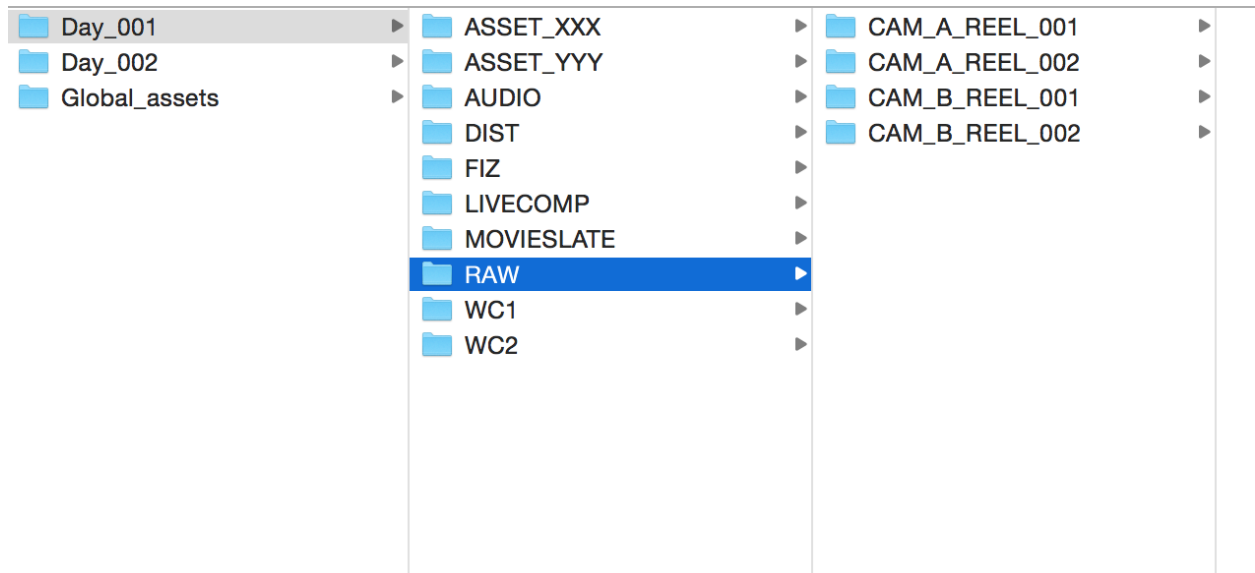 Day_001
Day_002
Global_assets
ASSET_XXX
ASSET_YYY
AUDIO
DIST
FIZ
LIVECOMP
MOVIESLATE
RAW
WC1
WC2
CAM_A_REEL_001
CAM_A_REEL_002
CAM_B_REEL_001
CAM_B_REEL_002